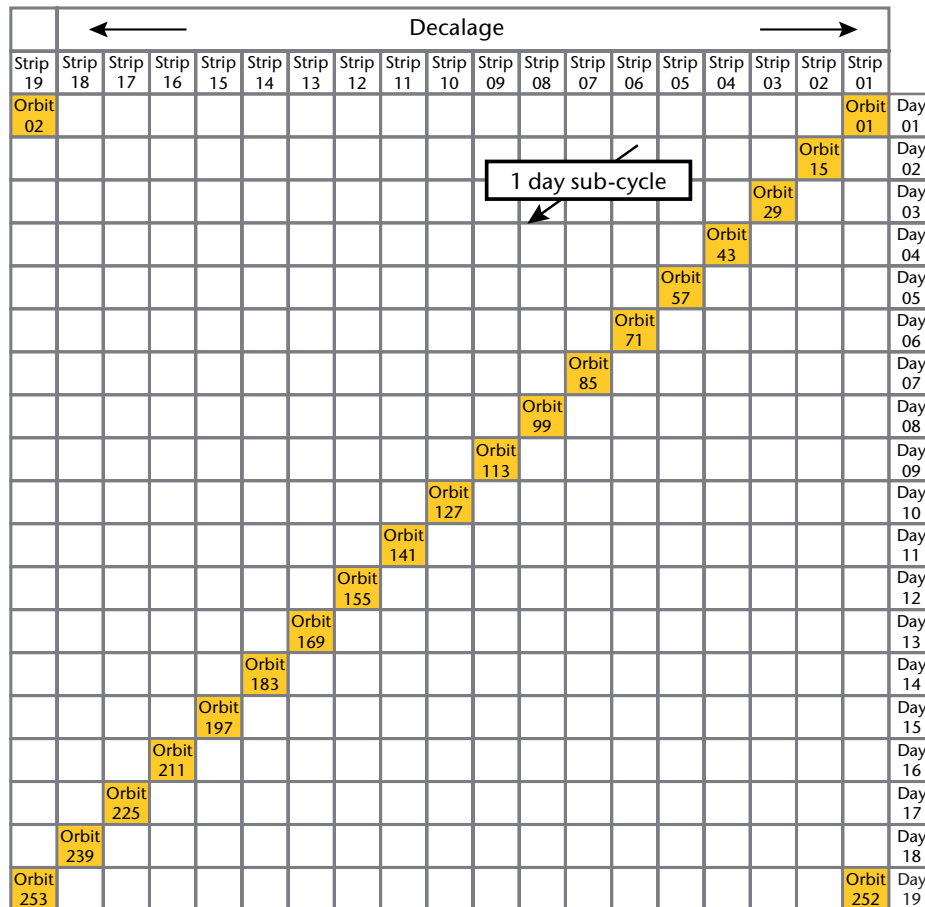 Decalage
Strip Strip Strip Strip Strip Strip Strip Strip Strip Strip Strip Strip Strip Strip Strip Strip Strip Strip Strip
19 18 17 16 15 14 13 12 11 10 09 08 07 06 05 04 03 02 01
Orbit Orbit Day
02 01 01
Orbit Day
15 02
1 day sub-cycle
Orbit Day
29 03
Orbit Day
43 04
Orbit Day
57 05
Orbit Day
71 06
Orbit Day
85 07
Orbit Day
99 08
Orbit Day
113 09
Orbit Day
127 10
Orbit Day
141 11
Orbit Day
155 12
Orbit Day
169 13
Orbit Day
183 14
Orbit Day
197 15
Orbit Day
211 16
Orbit Day
225 17
Orbit Day
239 18
Orbit Orbit Day
253 252 19